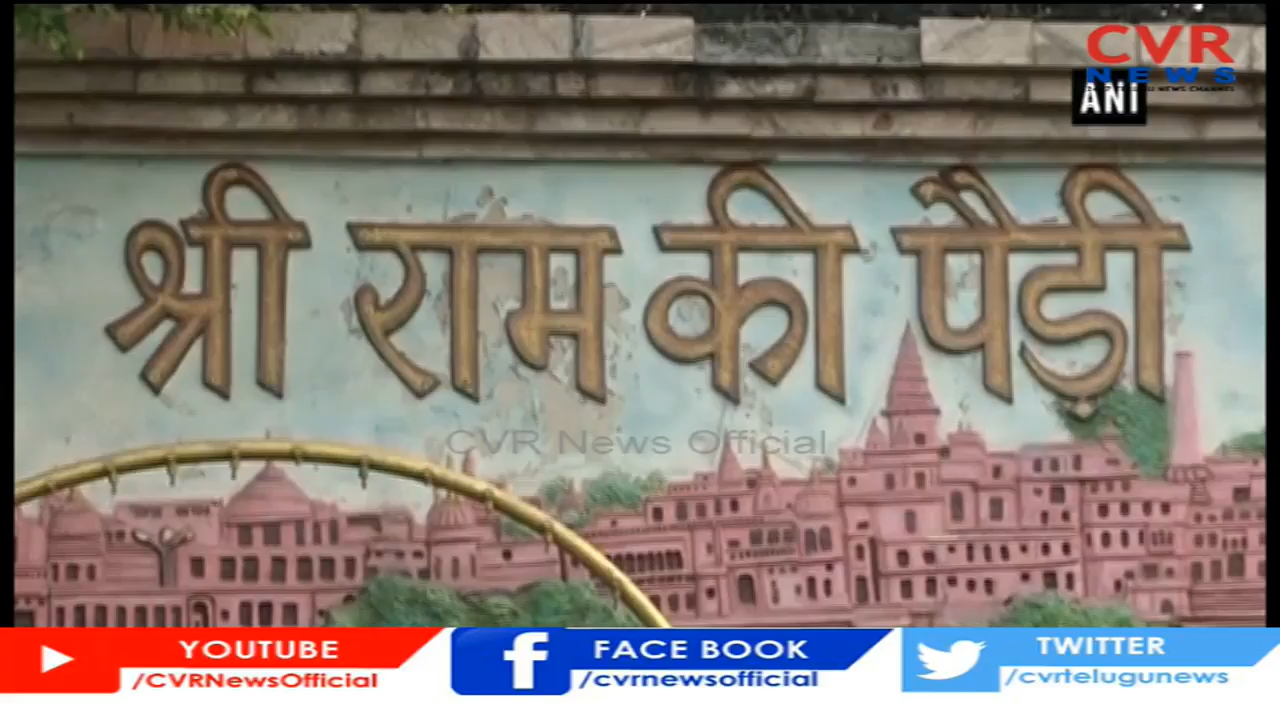 CVR
NEWS
ANI
श्री राम की पैड़ी
CVR News Official
YOUTUBE
/CVRNewsOfficial
FACE BOOK
/cvrnewsofficial
TWITTER
/cvrtelugunews